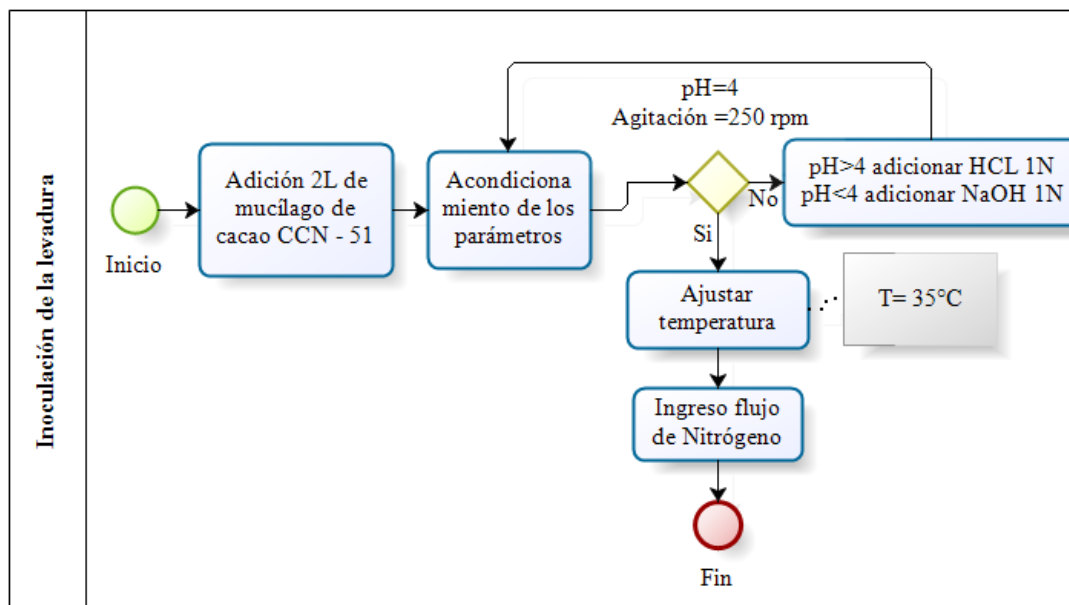 Inoculación de la levadura
Inicio
Adición 2L de
mucílago de
cacao CCN - 51
Acondiciona
miento de los
parámetros
pH=4
Agitación =250 rpm
No
pH>4 adicionar HCL 1N
pH<4 adicionar NaOH 1N
Si
Ajustar
temperatura
T= 35°C
Ingreso flujo
de Nitrógeno
Fin